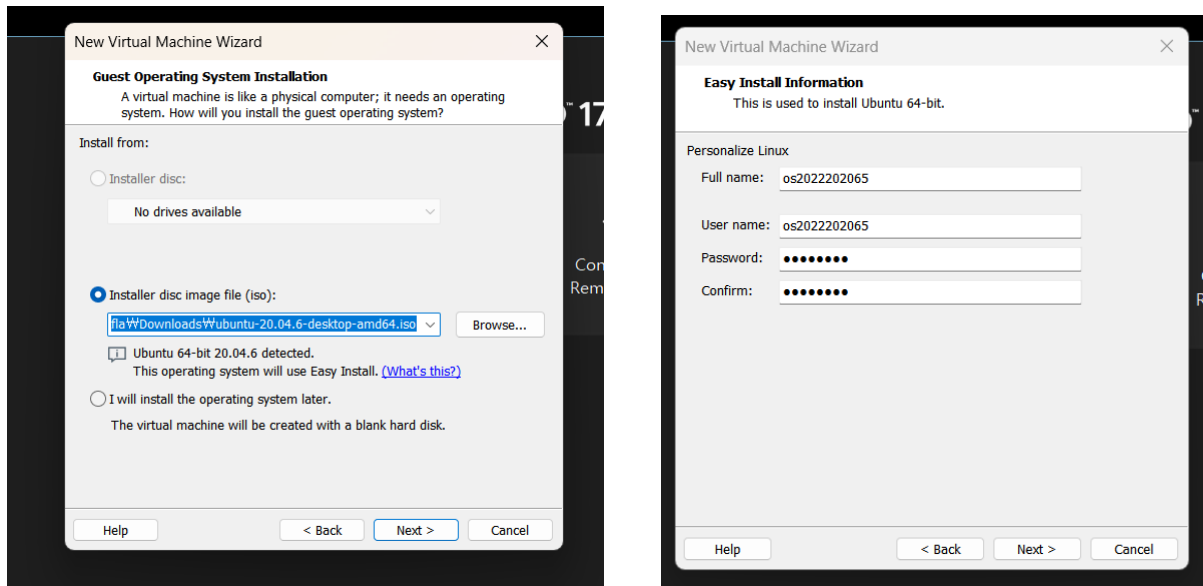 New Virtual Machine Wizard
Guest Operating System Installation
A virtual machine is like a physical computer; it needs an operating
system. How will you install the guest operating system?
Install from:
Installer disc:
No drives available
Installer disc image file (iso):
fla₩Downloads₩ubuntu-20.04.6-desktop-amd64.iso
Browse...
Ubuntu 64-bit 20.04.6 detected.
This operating system will use Easy Install. (What's this?)
I will install the operating system later.
The virtual machine will be created with a blank hard disk.
Help
< Back
Next >
Cancel
™ 17
Con
Rem
New Virtual Machine Wizard
Easy Install Information
This is used to install Ubuntu 64-bit.
Personalize Linux
Full name: os2022202065
User name: os2022202065
Password: ●●●●●●●●
Confirm: ●●●●●●●●
Help
< Back
Next >
Cancel